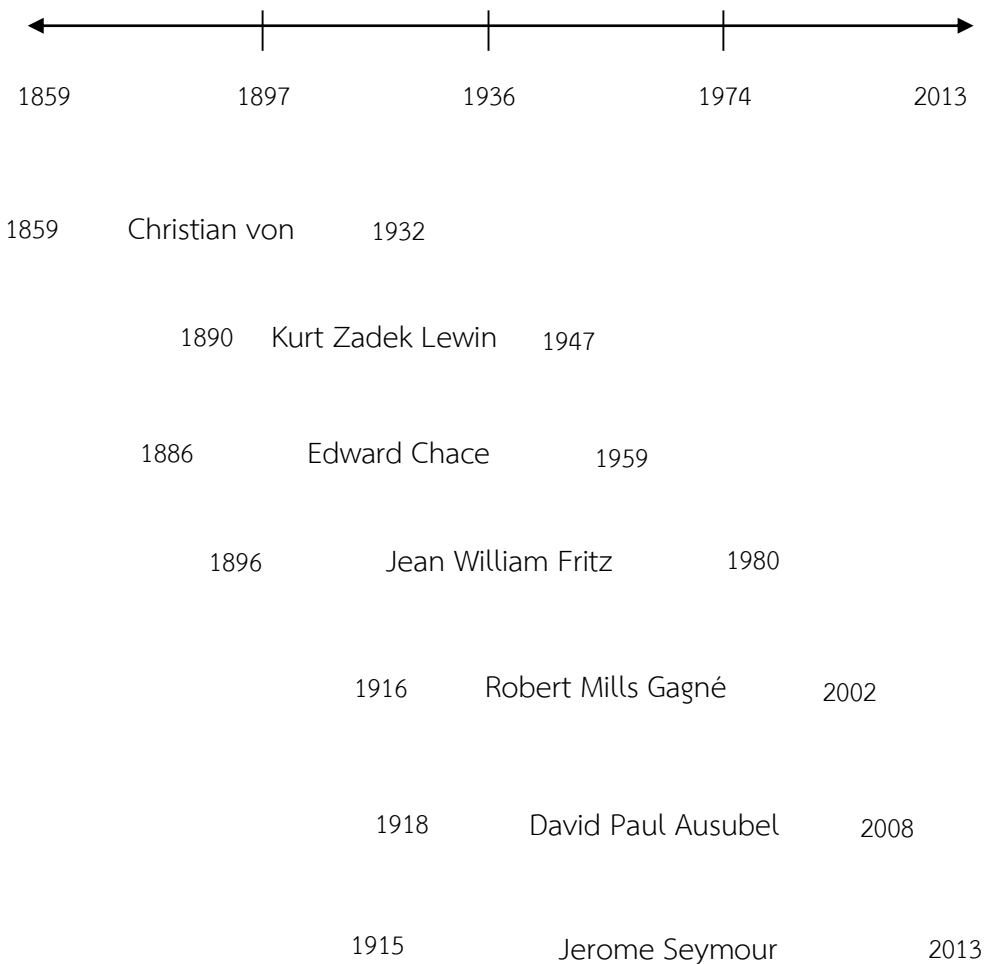 1859 1897 1936 1974 2013
1859 Christian von 1932
1890 Kurt Zadek Lewin 1947
1886 Edward Chace 1959
1896 Jean William Fritz 1980
1916 Robert Mills Gagné 2002
1918 David Paul Ausubel 2008
1915 Jerome Seymour 2013